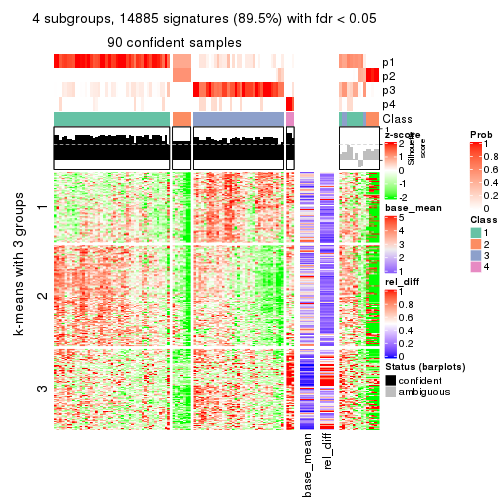 4 subgroups, 14885 signatures (89.5%) with fdr < 0.05
90 confident samples
p1
p2
p3
p4
Class
1
Silhouette
score
k-means with 3 groups
1
2
3
base_mean
rel_diff
z-score
2
1
0
-1
-2
base_mean
5
4
3
2
1
rel_diff
1
0.8
0.6
0.4
0.2
0
Status (barplots)
confident
ambiguous
Prob
1
0.8
0.6
0.4
0.2
0
Class
1
2
3
4